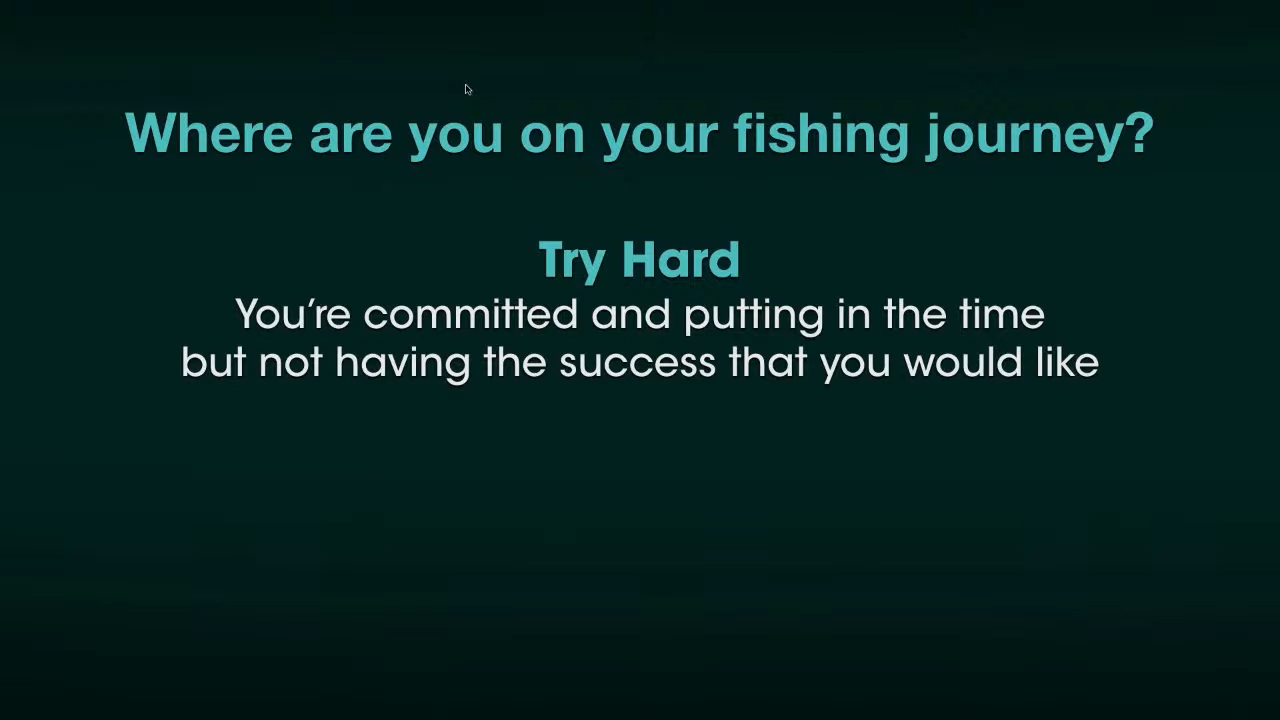 Where are you on your fishing journey?
Try Hard
You’re committed and putting in the time
but not having the success that you would like